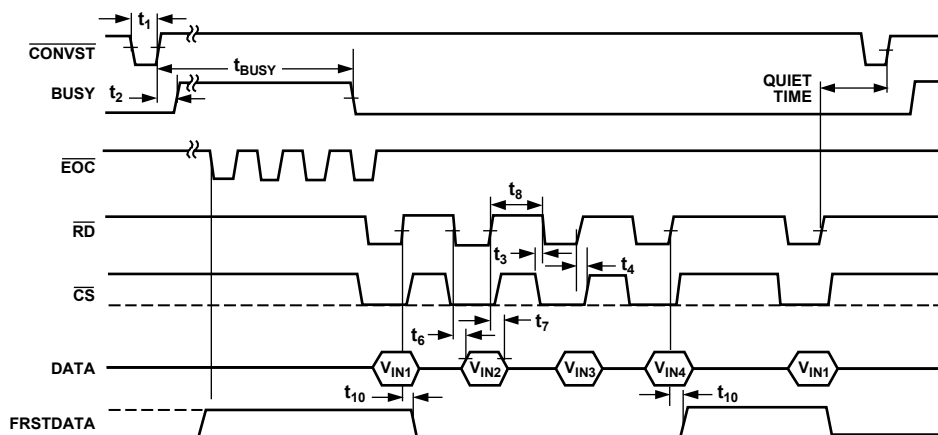 t1
CONVST
tBUSY
QUIET
TIME
BUSY
t2
EOC
t8
RD
t3
t4
CS
t6
t7
DATA
VIN1
VIN2
VIN3
VIN4
VIN1
t10
t10
FRSTDATA